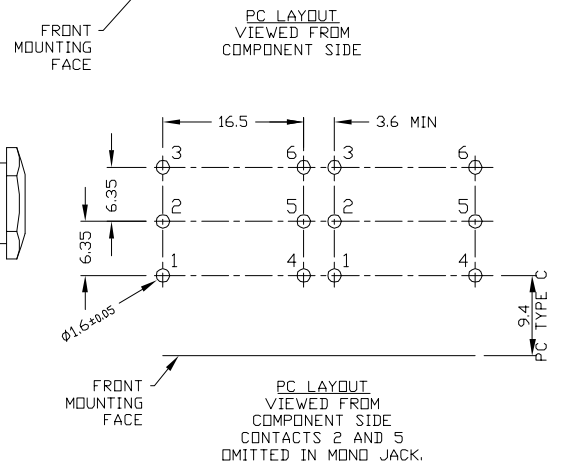 FRONT
MOUNTING
FACE
PC LAYOUT
VIEWED FROM
COMPONENT SIDE
16.5
3.6 MIN
3
6
3
6
6.35
2
5
2
5
6.35
1
4
1
4
Ø1.6±0.05
9.4
PC TYPE C
FRONT
MOUNTING
FACE
PC LAYOUT
VIEWED FROM
COMPONENT SIDE
CONTACTS 2 AND 5
OMITTED IN MONO JACK.